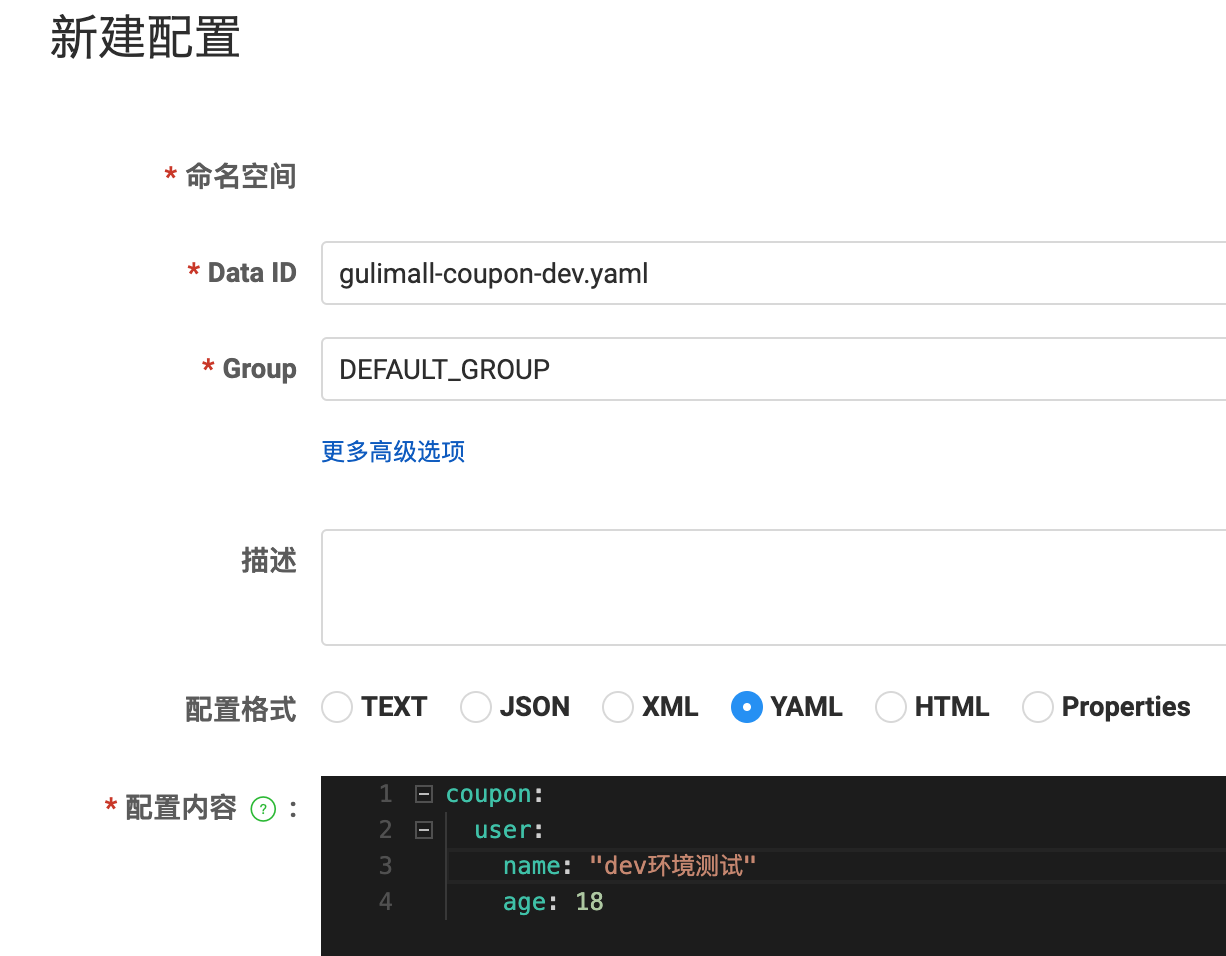 新建配置
* 命名空间
* Data ID gulimall-coupon-dev.yaml
* Group DEFAULT_GROUP
更多高级选项
描述
配置格式 TEXT JSON XML YAML HTML Properties
* 配置内容 ? :
1 coupon:
2 user:
3 name: "dev环境测试"
4 age: 18